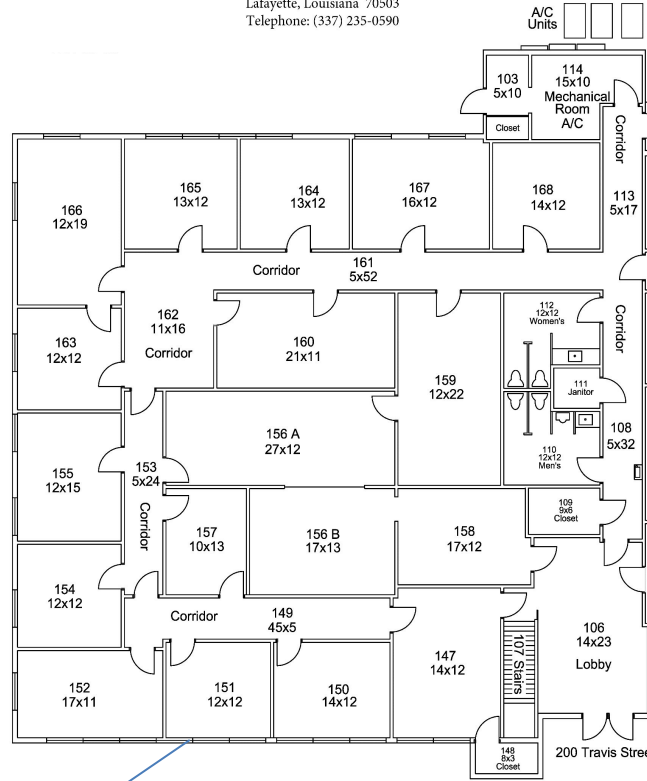 Lafayette, Louisiana 70503
Telephone: (337) 235-0590
A/C
Units
103
5x10
114
15x10
Mechanical
Room
A/C
Closet
Corridor
113
5x17
166
12x19
165
13x12
164
13x12
167
16x12
168
14x12
Corridor
161
5x52
162
11x16
Corridor
163
12x12
160
21x11
159
12x22
112
12x12
Women's
Corridor
111
Janitor
108
5x32
110
12x12
Men's
156 A
27x12
155
12x15
153
5x24
Corridor
157
10x13
156 B
17x13
158
17x12
109
9x6
Closet
154
12x12
Corridor
149
45x5
106
14x23
Lobby
147
14x12
107 Stairs
152
17x11
151
12x12
150
14x12
148
8x3
Closet
200 Travis Stree